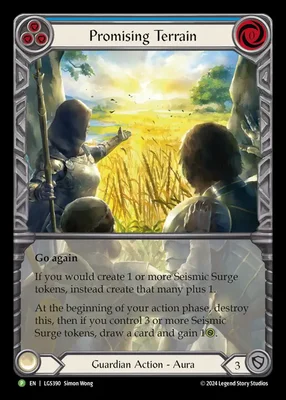 Promising Terrain
Go again
If you would create 1 or more Seismic Surge
tokens, instead create that many plus 1.
At the beginning of your action phase, destroy
this, then if you control 3 or more Seismic
Surge tokens, draw a card and gain 1
Guardian Action - Aura
3
P EN | LGS390 Simon Wong
© 2024 Legend Story Studios